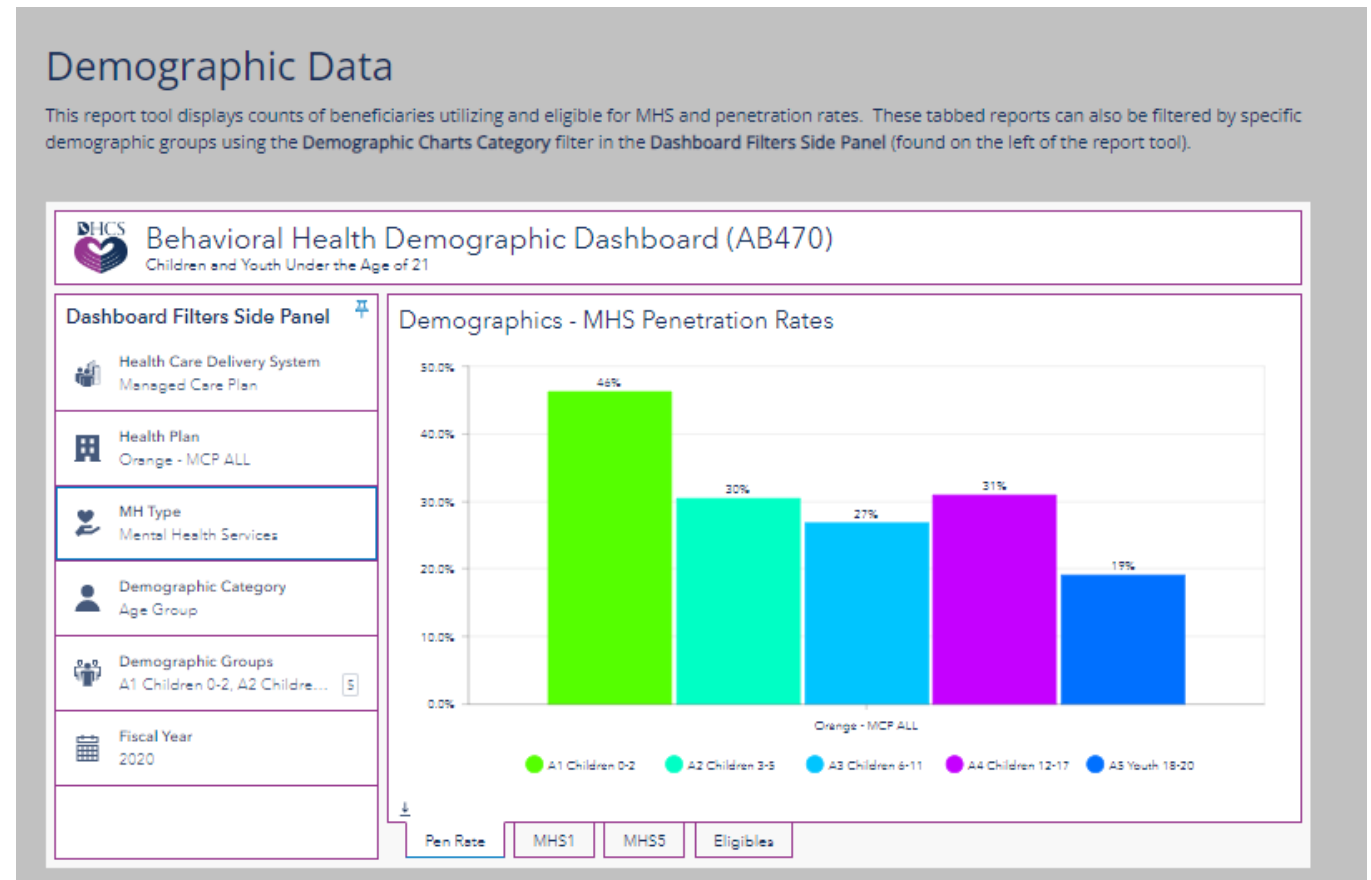 Demographic Data
This report tool displays counts of beneficiaries utilizing and eligible for MHS and penetration rates. These tabbed reports can also be filtered by specific
demographic groups using the Demographic Charts Category filter in the Dashboard Filters Side Panel (found on the left of the report tool).
DHCS
Behavioral Health Demographic Dashboard (AB470)
Children and Youth Under the Age of 21
Dashboard Filters Side Panel
Health Care Delivery System
Managed Care Plan
Health Plan
Orange - MCP ALL
MH Type
Mental Health Services
Demographic Category
Age Group
Demographic Groups
A1 Children 0-2, A2 Childre... 5
Fiscal Year
2020
Demographics - MHS Penetration Rates
50.0%
40.0%
30.0%
20.0%
10.0%
0.0%
46%
30%
27%
31%
19%
Orange - MCP ALL
A1 Children 0-2 A2 Children 3-5 A3 Children 6-11 A4 Children 12-17 A5 Youth 18-20
Pen Rate MHS1 MHS5 Eligibles